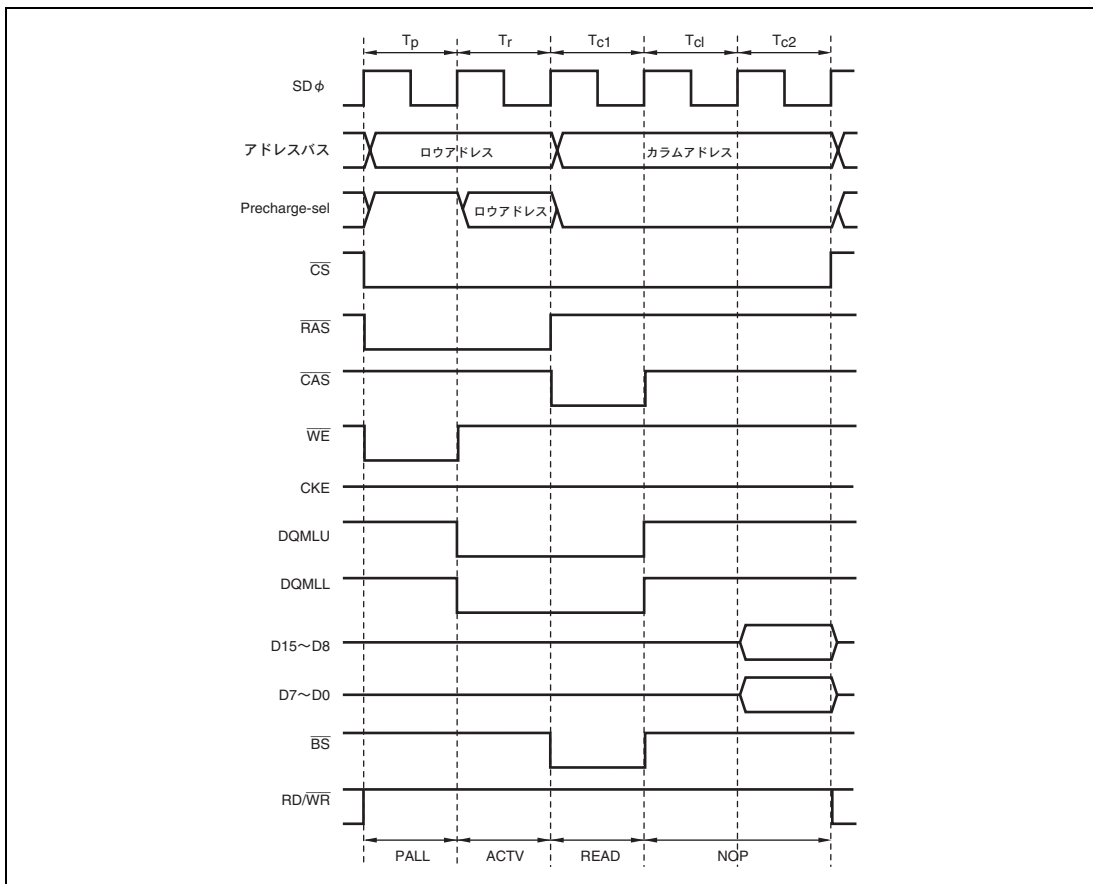 Tp Tr Tc1 Tcl Tc2
SDφ
アドレスバス ロウアドレス カラムアドレス
Precharge-sel ロウアドレス
CS
RAS
CAS
WE
CKE
DQMLU
DQMLL
D15～D8
D7～D0
BS
RD/WR
PALL ACTV READ NOP